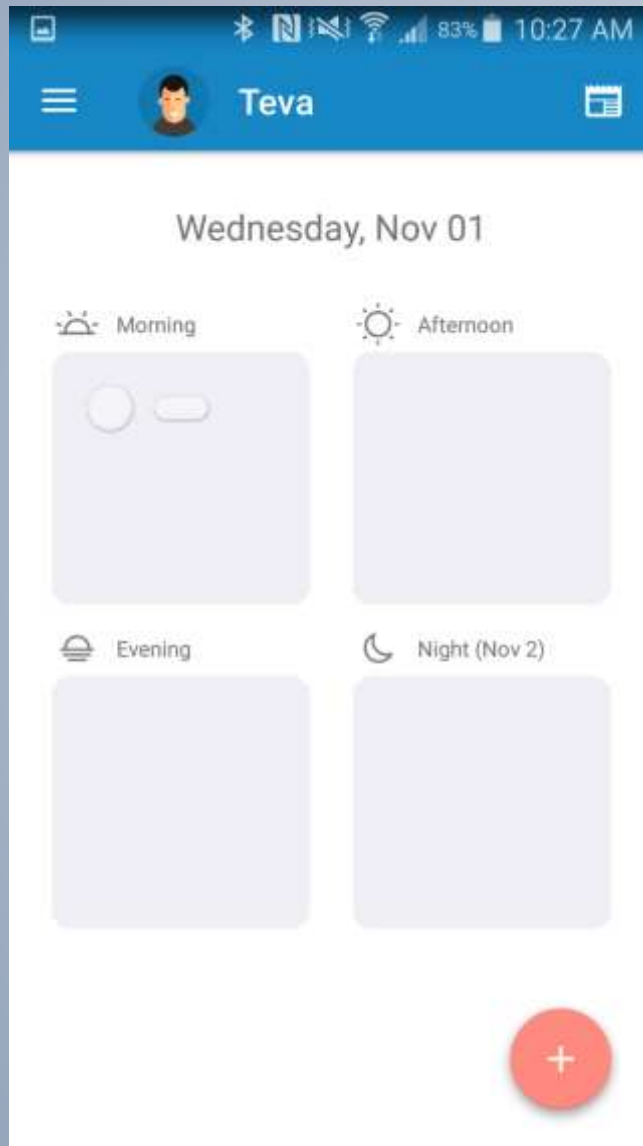 83% 10:27 AM
Teva
Wednesday, Nov 01
Morning
Afternoon
Evening
Night (Nov 2)
+